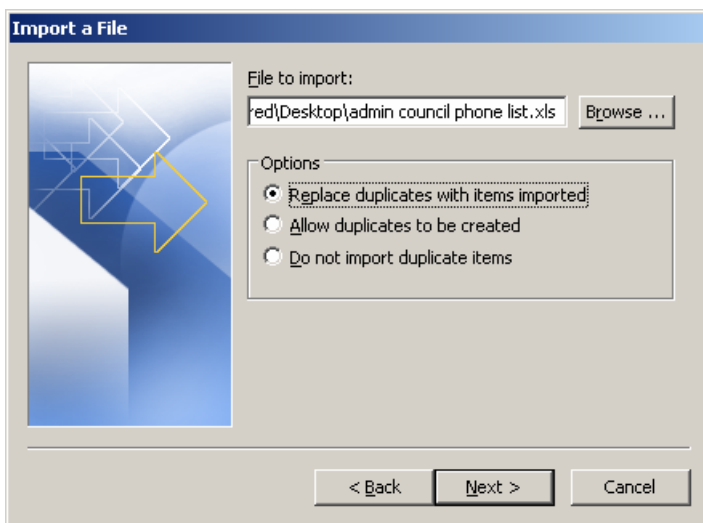 Import a File
File to import:
red\Desktop\admin council phone list.xls
Browse ...
Options
Replace duplicates with items imported
Allow duplicates to be created
Do not import duplicate items
< Back
Next >
Cancel